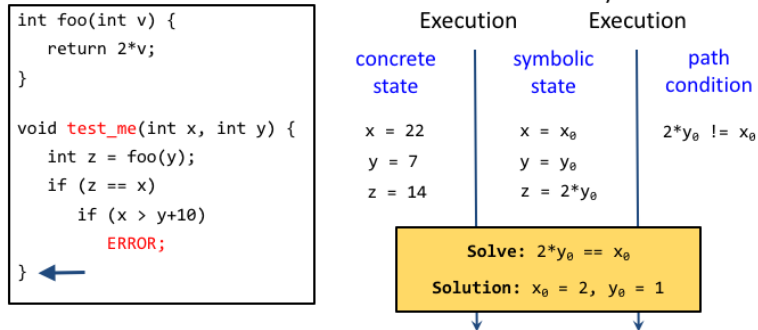 int foo(int v) {
return 2*v;
}
void test_me(int x, int y) {
int z = foo(y);
if (z == x)
if (x > y+10)
ERROR;
}
Execution
Execution
concrete
state
symbolic
state
path
condition
x = 22
x = x₀
2*y₀ != x₀
y = 7
y = y₀
z = 14
z = 2*y₀
Solve: 2*y₀ == x₀
Solution: x₀ = 2, y₀ = 1